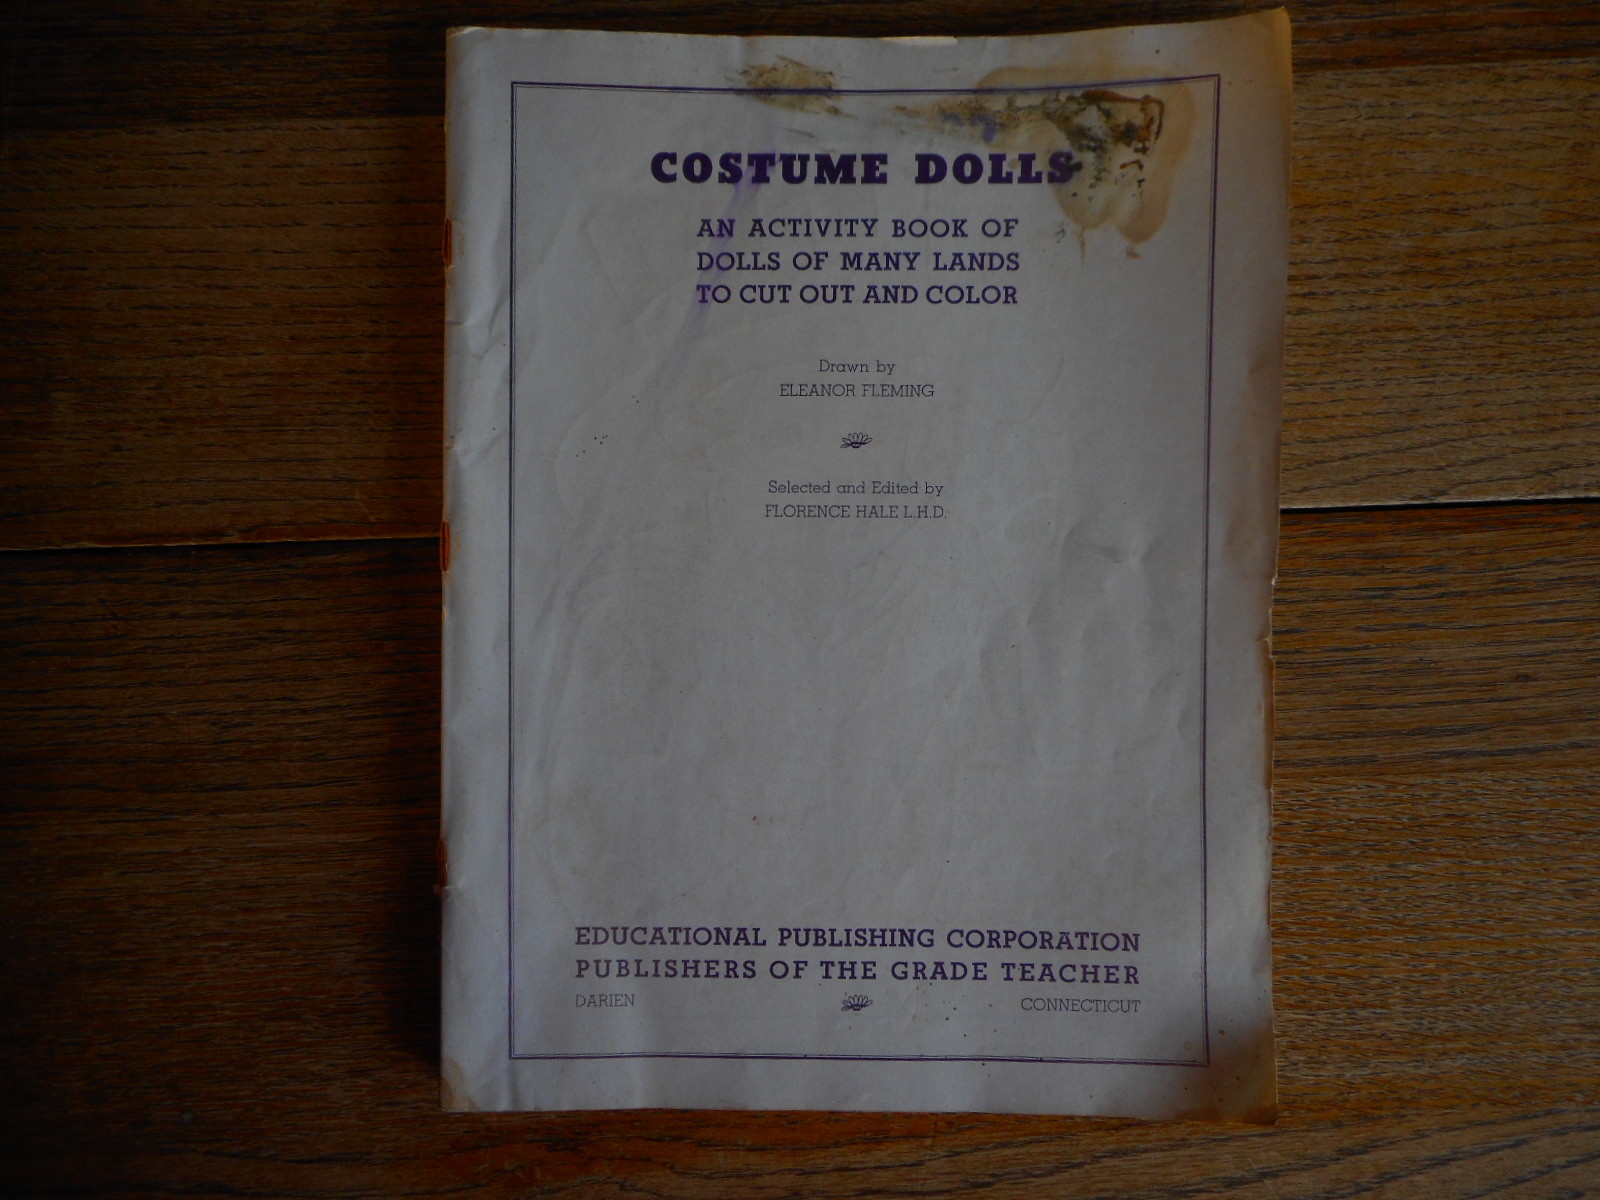 COSTUME DOLLS
AN ACTIVITY BOOK OF
DOLLS OF MANY LANDS
TO CUT OUT AND COLOR
Drawn by
ELEANOR FLEMING
Selected and Edited by
FLORENCE HALE L.H.D.
EDUCATIONAL PUBLISHING CORPORATION
PUBLISHERS OF THE GRADE TEACHER
DARIEN CONNECTICUT